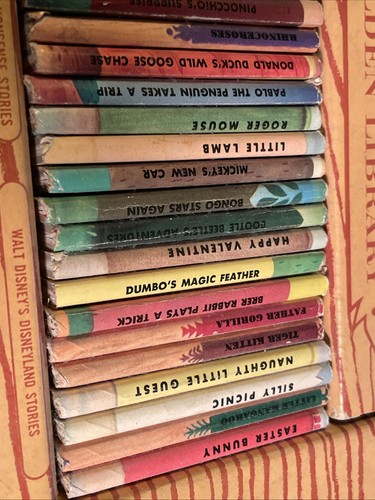 PINOCCHIO'S SURPRISE
RHINOCEROSES
DONALD DUCK'S WILD GOOSE CHASE
PABLO THE PENGUIN TAKES A TRIP
ROGER MOUSE
LITTLE LAMB
MICKEY'S NEW CAR
BONGO STARS AGAIN
BOOTLE BEETLE'S ADVENTURES
HAPPY VALENTINE
DUMBO'S MAGIC FEATHER
BRER RABBIT PLAYS A TRICK
FATHER GORILLA
TIGER KITTEN
NAUGHTY LITTLE GUEST
SILLY PICNIC
LITTLE KANGAROO
EASTER BUNNY
NONSENSE STORIES
WALT DISNEY'S DISNEYLAND STORIES